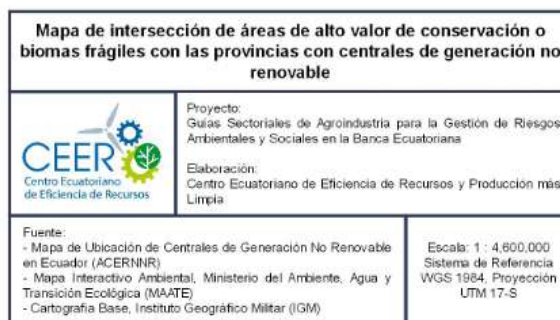 Mapa de intersección de áreas de alto valor de conservación o
biomas frágiles con las provincias con centrales de generación no
renovable
CEER
Centro Ecuatoriano
de Eficiencia de Recursos
Proyecto:
Guías Sectoriales de Agroindustria para la Gestión de Riesgos
Ambientales y Sociales en la Banca Ecuatoriana
Elaboración:
Centro Ecuatoriano de Eficiencia de Recursos y Producción más
Limpia
Fuente:
- Mapa de Ubicación de Centrales de Generación No Renovable
en Ecuador (ACERNNR)
- Mapa Interactivo Ambiental, Ministerio del Ambiente, Agua y
Transición Ecológica (MAATE)
- Cartografía Base, Instituto Geográfico Militar (IGM)
Escala: 1 : 4,600,000
Sistema de Referencia
WGS 1984, Proyección
UTM 17-S